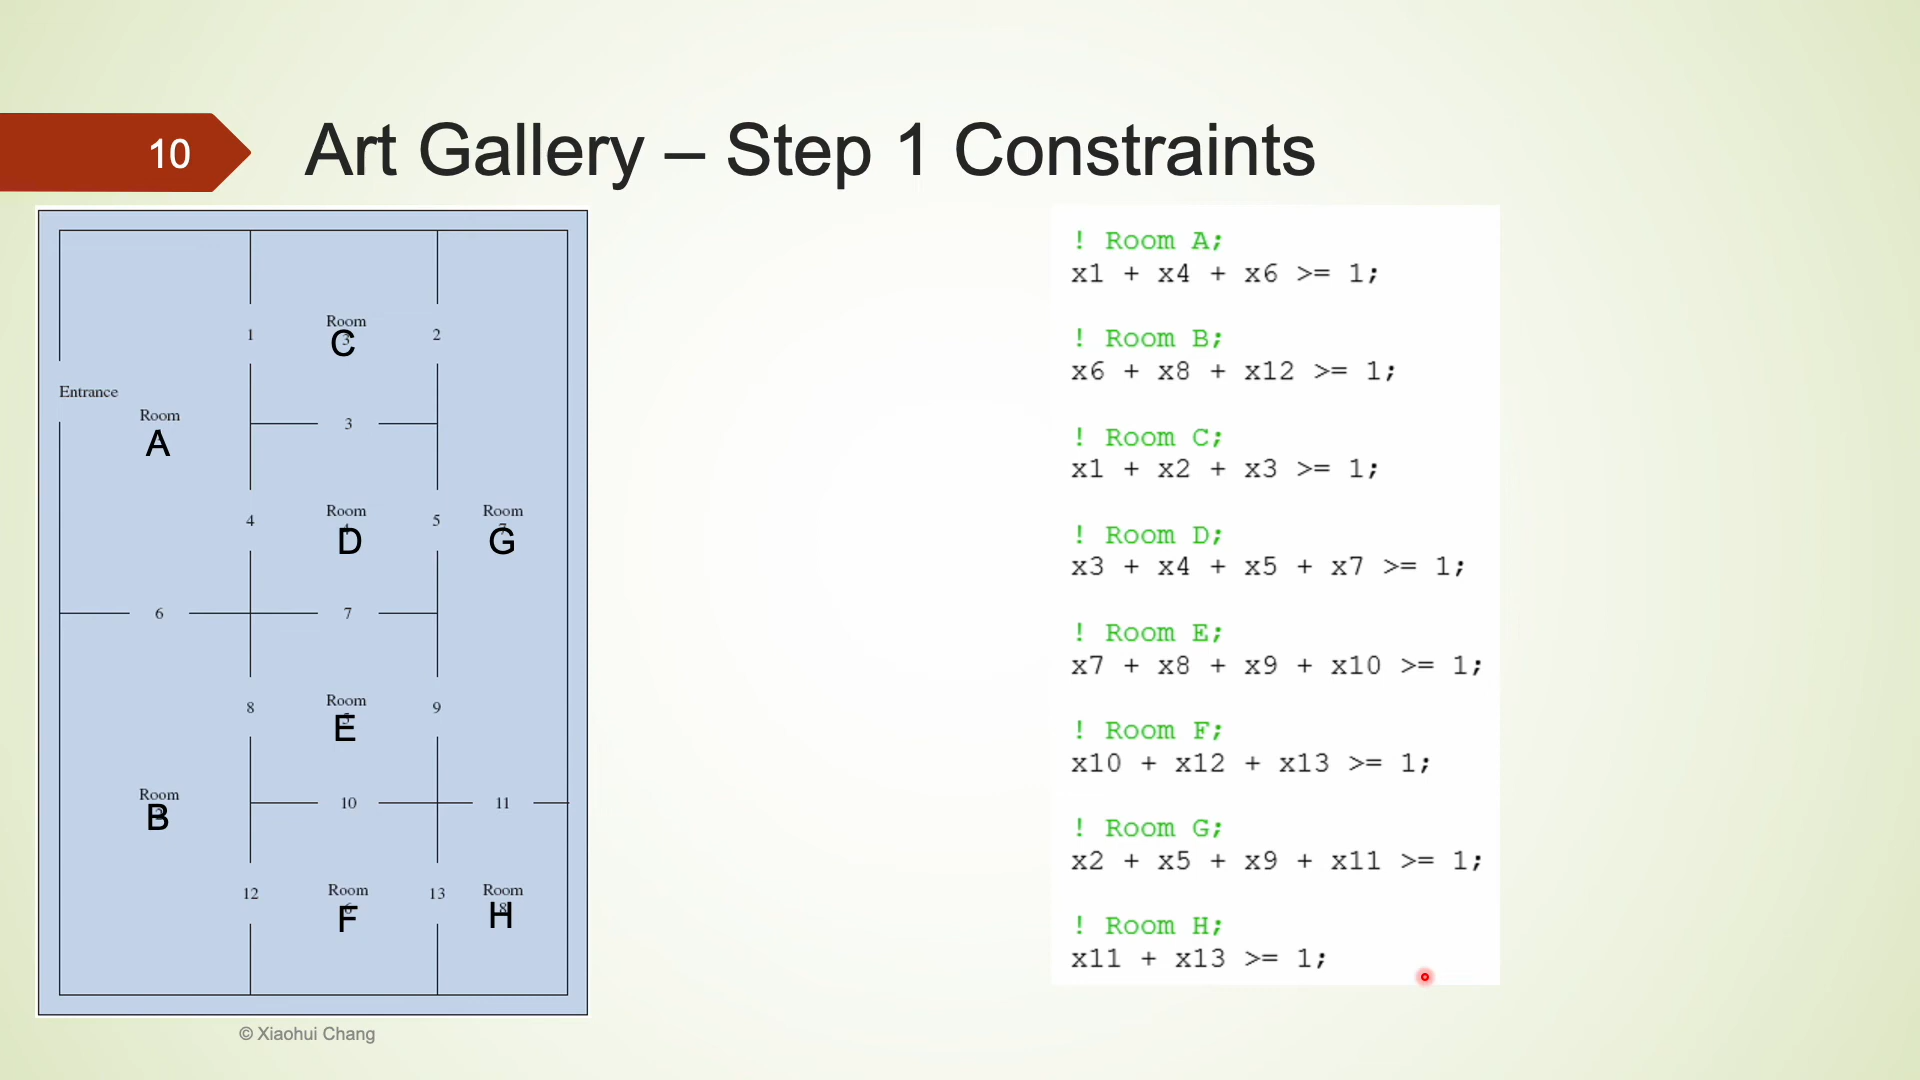 10
Art Gallery – Step 1 Constraints
1
Room
C
2
Entrance
Room
A
3
4
Room
D
5
Room
G
6
7
8
Room
E
9
Room
B
10
11
12
Room
F
13
Room
H
! Room A;
x1 + x4 + x6 >= 1;
! Room B;
x6 + x8 + x12 >= 1;
! Room C;
x1 + x2 + x3 >= 1;
! Room D;
x3 + x4 + x5 + x7 >= 1;
! Room E;
x7 + x8 + x9 + x10 >= 1;
! Room F;
x10 + x12 + x13 >= 1;
! Room G;
x2 + x5 + x9 + x11 >= 1;
! Room H;
x11 + x13 >= 1;
© Xiaohui Chang